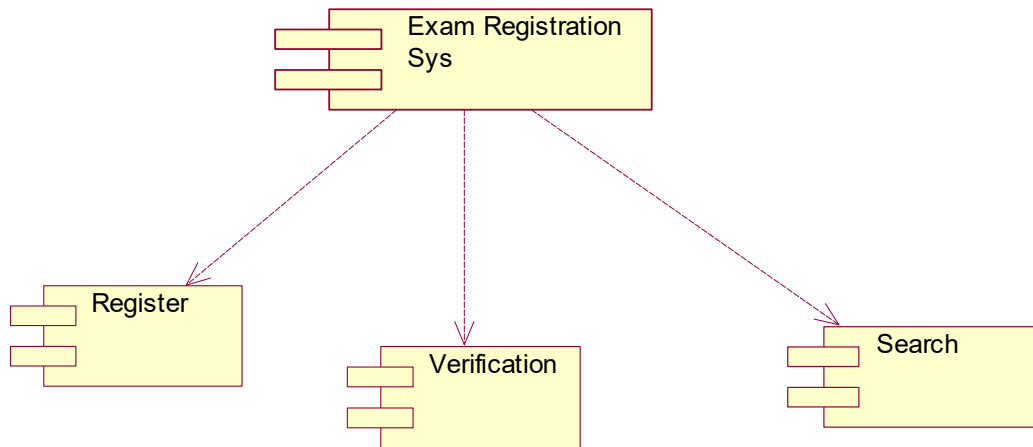 Exam Registration
Sys
Register
Verification
Search